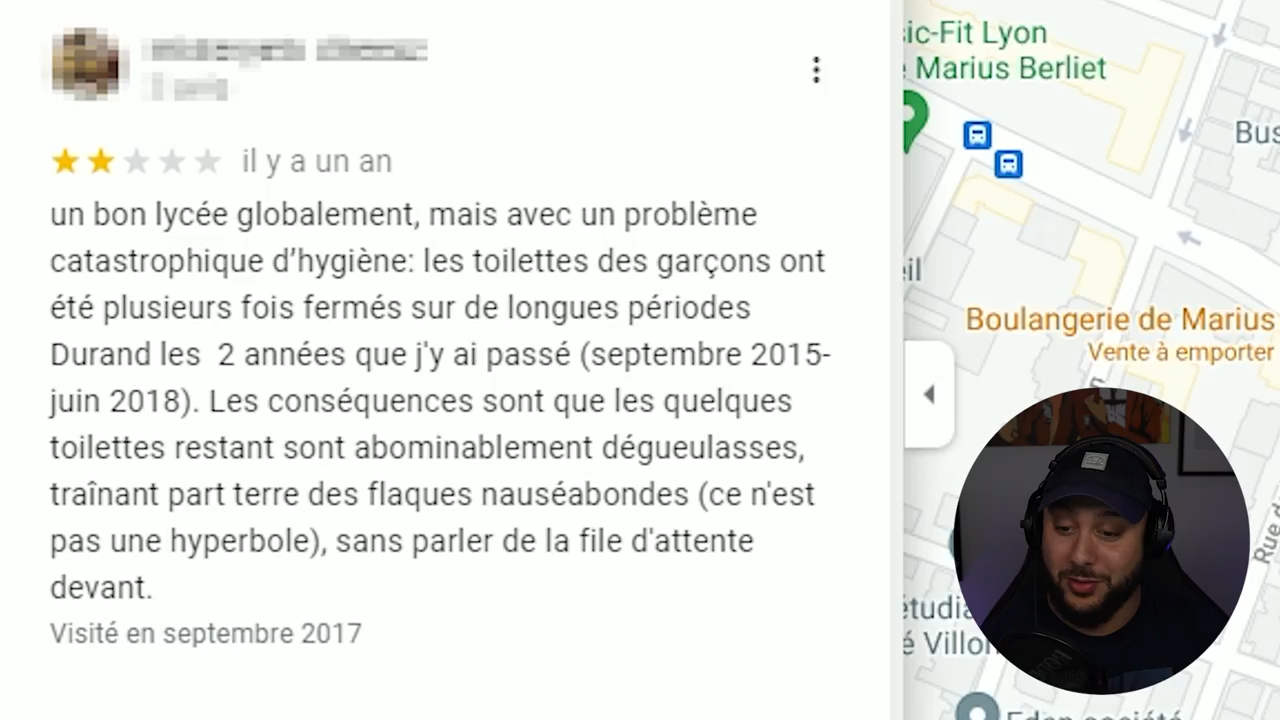 il y a un an
un bon lycée globalement, mais avec un problème
catastrophique d'hygiène: les toilettes des garçons ont
été plusieurs fois fermés sur de longues périodes
Durand les  2 années que j'y ai passé (septembre 2015-
juin 2018). Les conséquences sont que les quelques
toilettes restant sont abominablement dégueulasses,
traînant part terre des flaques nauséabondes (ce n'est
pas une hyperbole), sans parler de la file d'attente
devant.
Visité en septembre 2017
sic-Fit Lyon
Marius Berliet
Bus
Boulangerie de Marius
Vente à emporter
Rue d
étudia
é Villon
Eden société